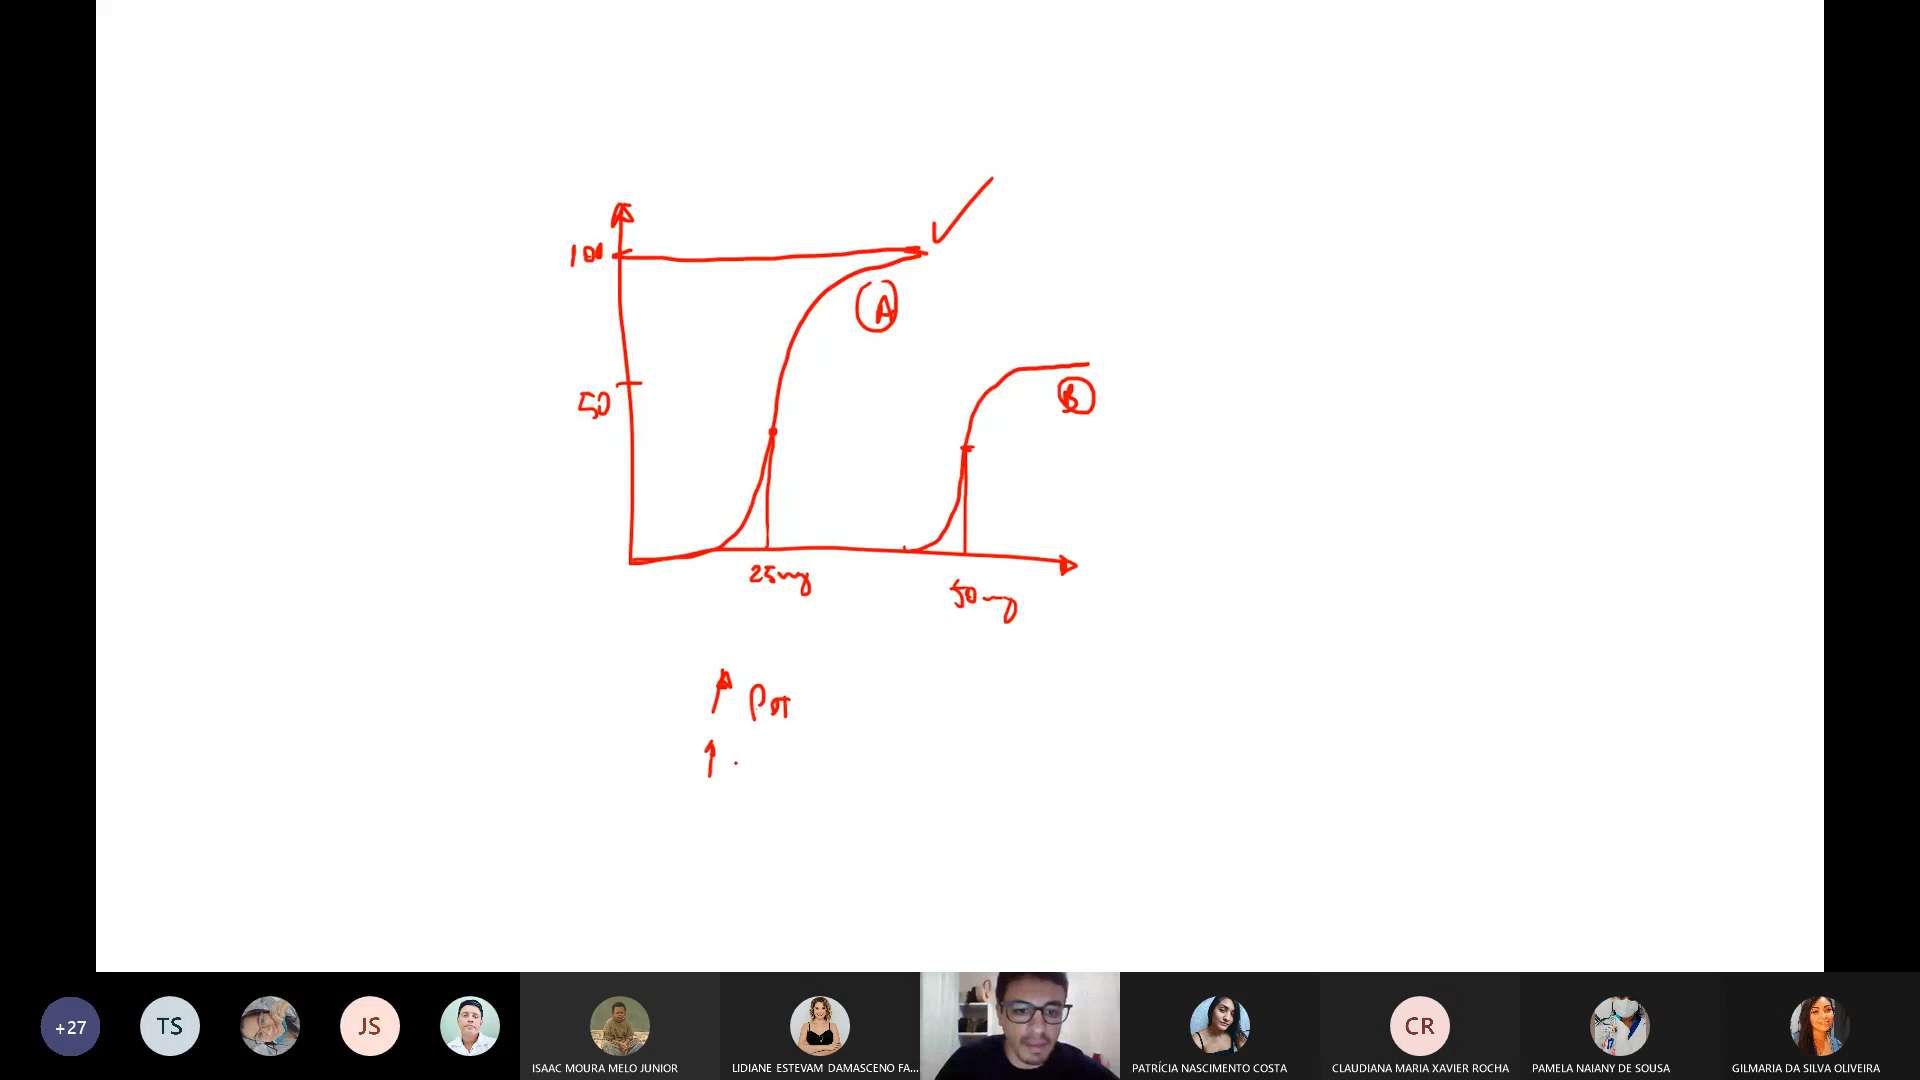 100
A
50
B
25mg
50mg
↑ Pot
↑
+27
TS
JS
ISAAC MOURA MELO JUNIOR
LIDIANE ESTEVAM DAMASCENO FA...
PATRÍCIA NASCIMENTO COSTA
CR
CLAUDIANA MARIA XAVIER ROCHA
PAMELA NAIANY DE SOUSA
GILMARIA DA SILVA OLIVEIRA